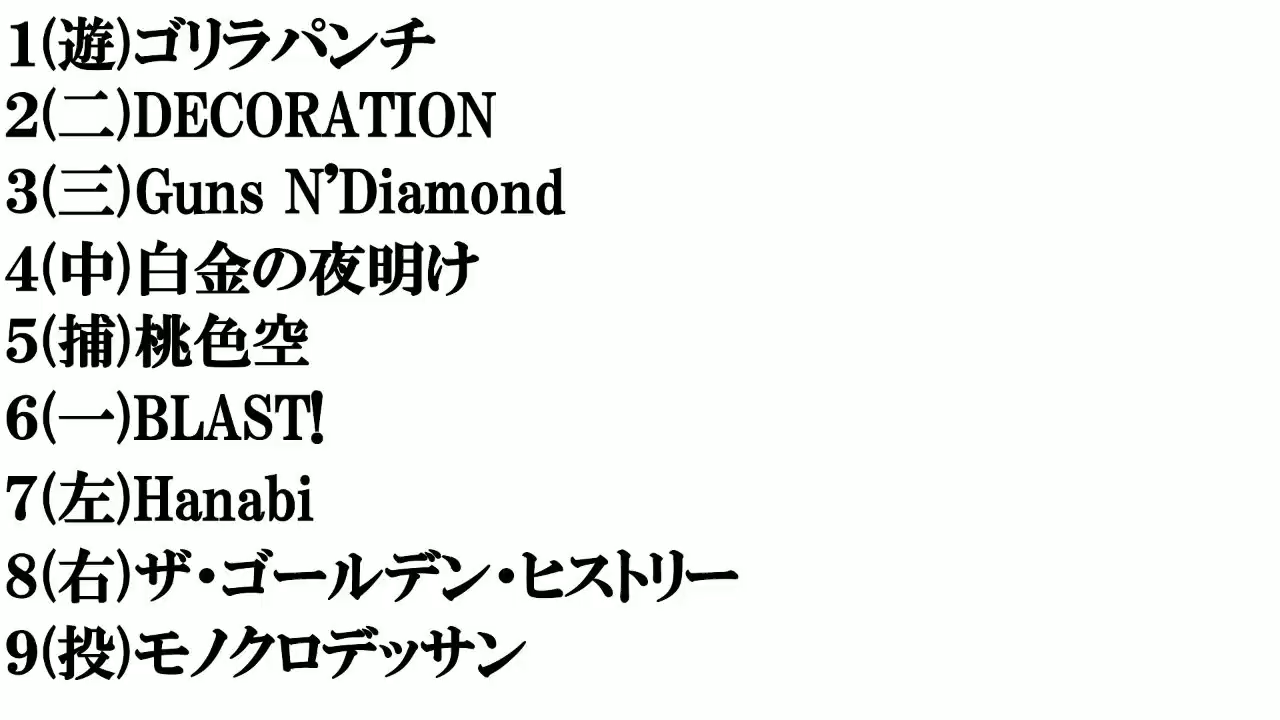 1(遊)ゴリラパンチ
2(二)DECORATION
3(三)Guns N’Diamond
4(中)白金の夜明け
5(捕)桃色空
6(一)BLAST!
7(左)Hanabi
8(右)ザ・ゴールデン・ヒストリー
9(投)モノクロデッサン